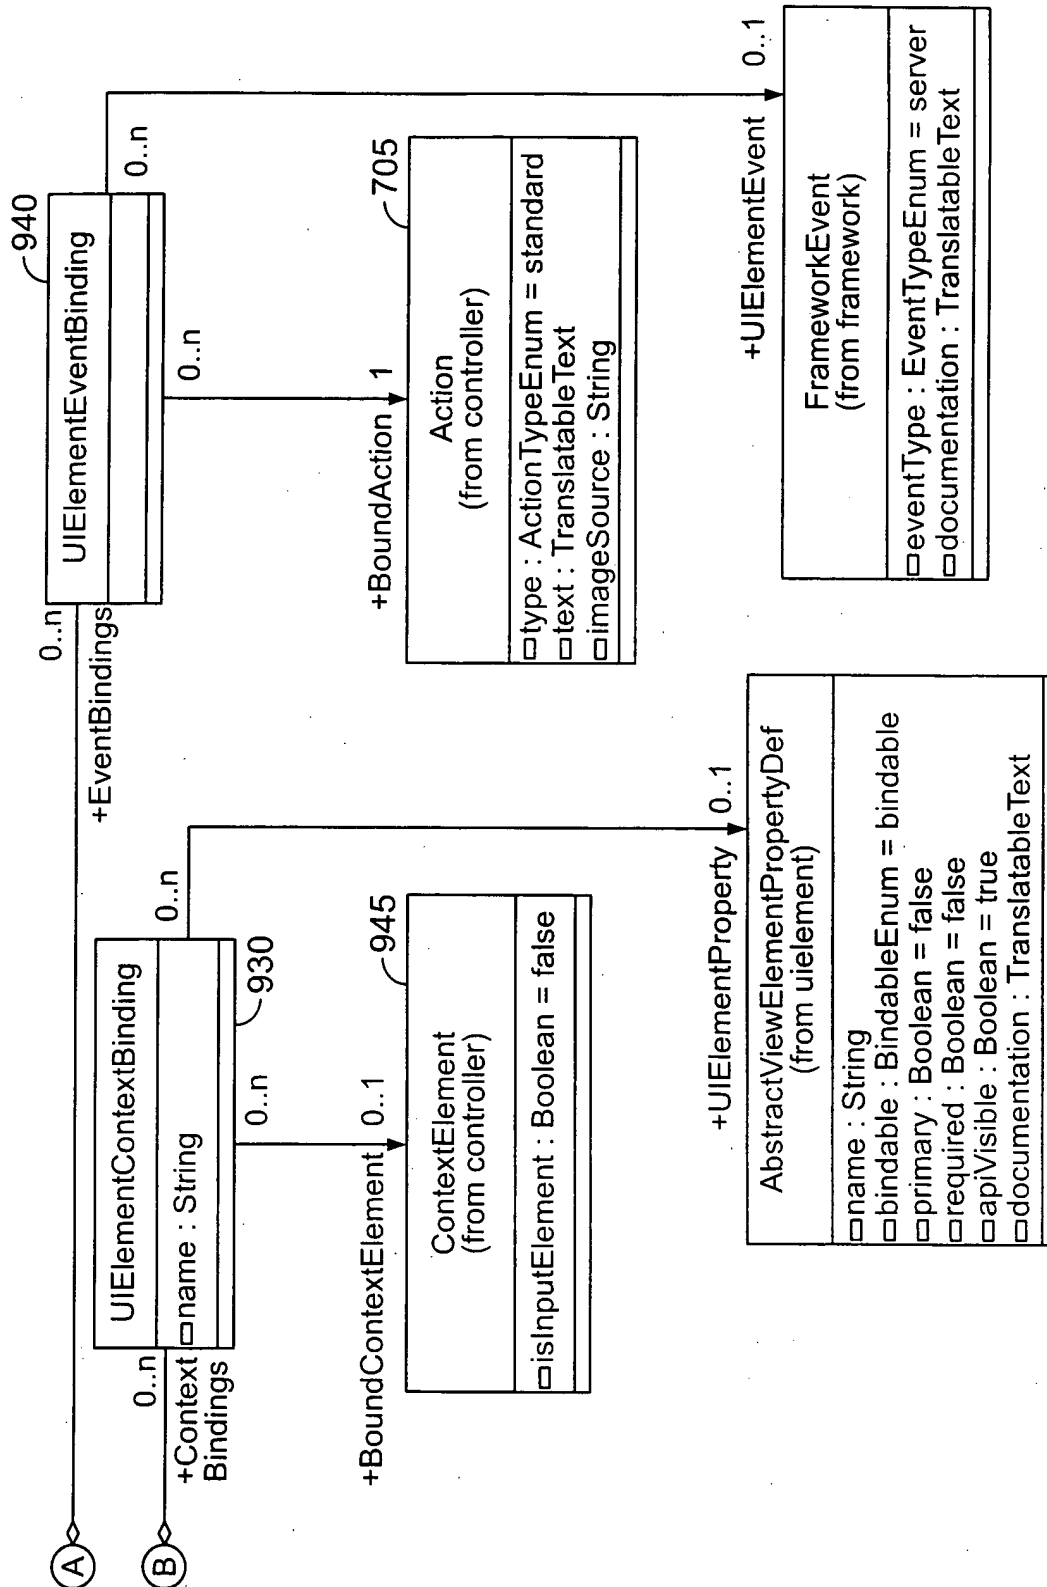 A
B
0..n
+EventBindings
UIElementEventBinding
940
0..n
0..n
0..n
+Context
Bindings
UIElementContextBinding
name : String
930
0..n
0..n
+BoundContextElement
0..1
ContextElement
(from controller)
isInputElement : Boolean = false
945
+BoundAction
1
Action
(from controller)
type : ActionTypeEnum = standard
text : TranslatableText
imageSource : String
705
+UIElementProperty
0..1
AbstractViewElementPropertyDef
(from uielement)
name : String
bindable : BindableEnum = bindable
primary : Boolean = false
required : Boolean = false
apiVisible : Boolean = true
documentation : TranslatableText
+UIElementEvent
0..1
FrameworkEvent
(from framework)
eventType : EventTypeEnum = server
documentation : TranslatableText